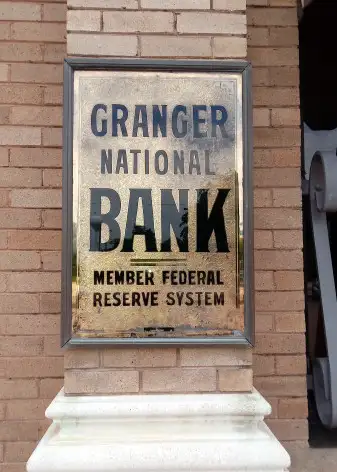 GRANGER
NATIONAL
BANK
MEMBER FEDERAL
RESERVE SYSTEM